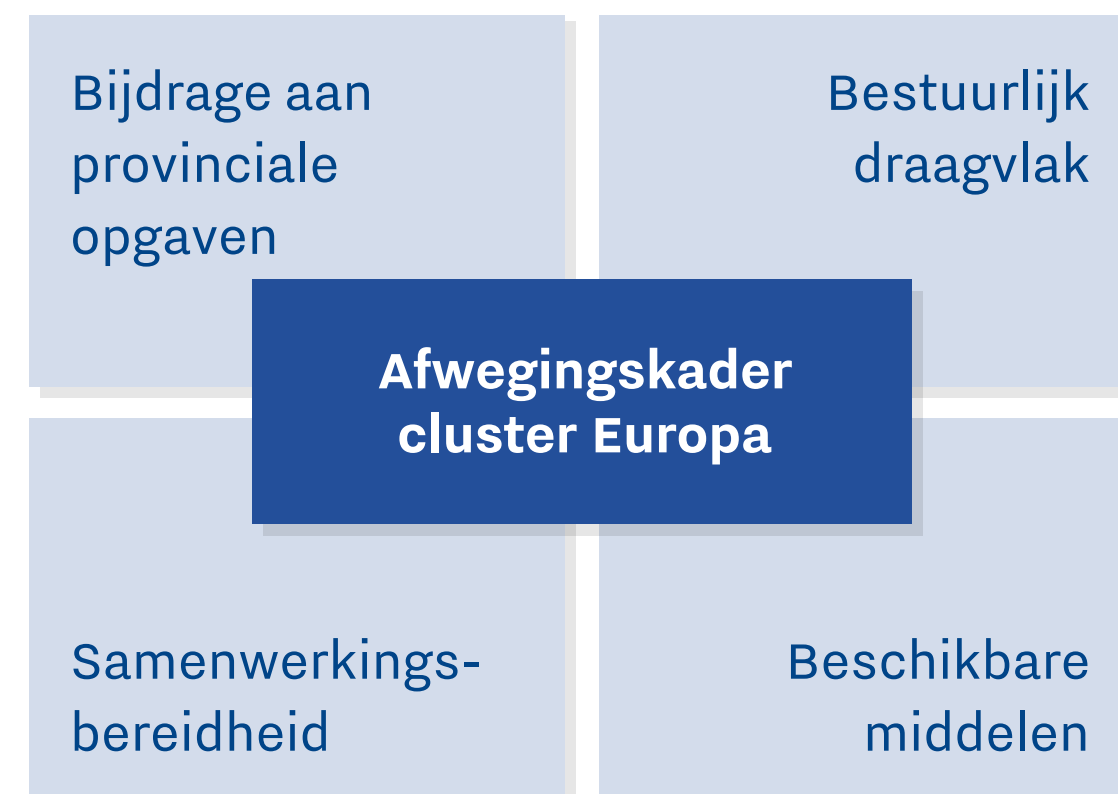 Bijdrage aan
provinciale
opgaven
Bestuurlijk
draagvlak
Afwegingskader
cluster Europa
Samenwerkings-
bereidheid
Beschikbare
middelen